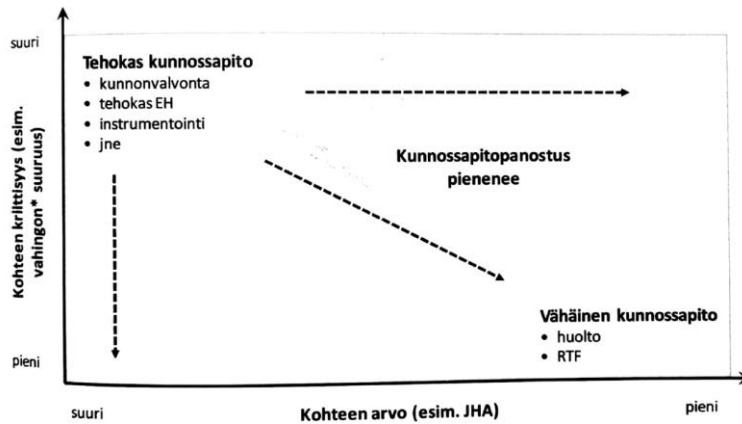 suuri
Tehokas kunnossapito
• kunnonvalvonta
• tehokas EH
• instrumentointi
• jne
Kunnossapitopanostus
pienenee
Kohteen kriittisyys (esim.
vahingon* suuruus)
Vähäinen kunnossapito
• huolto
• RTF
pieni
suuri
Kohteen arvo (esim. JHA)
pieni